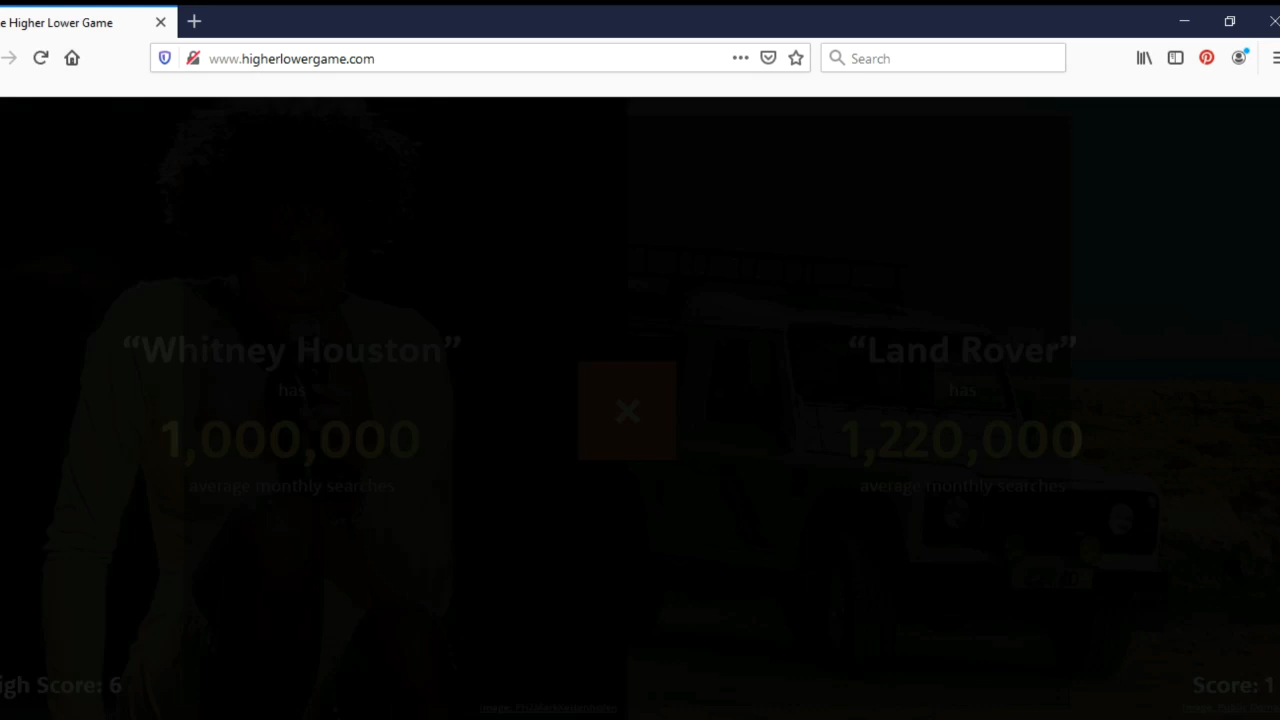 e Higher Lower Game
www.higherlowergame.com
Search
“Whitney Houston”
has
1,000,000
average monthly searches
“Land Rover”
has
1,220,000
average monthly searches
igh Score: 6
Score: 1